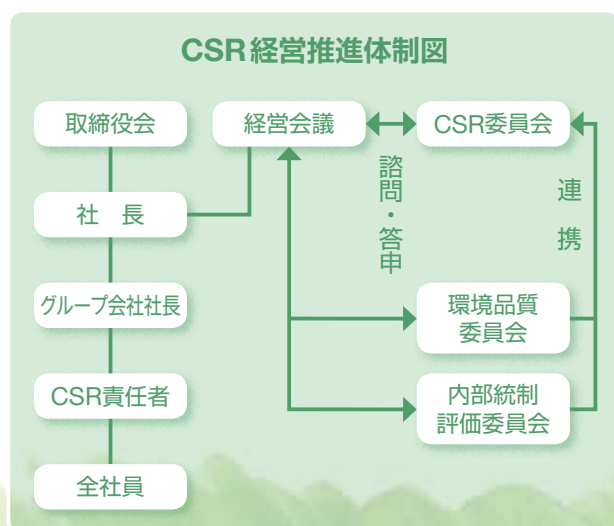 CSR経営推進体制図
取締役会
経営会議
CSR委員会
諮問・答申
連携
社　長
グループ会社社長
環境品質
委員会
CSR責任者
内部統制
評価委員会
全社員